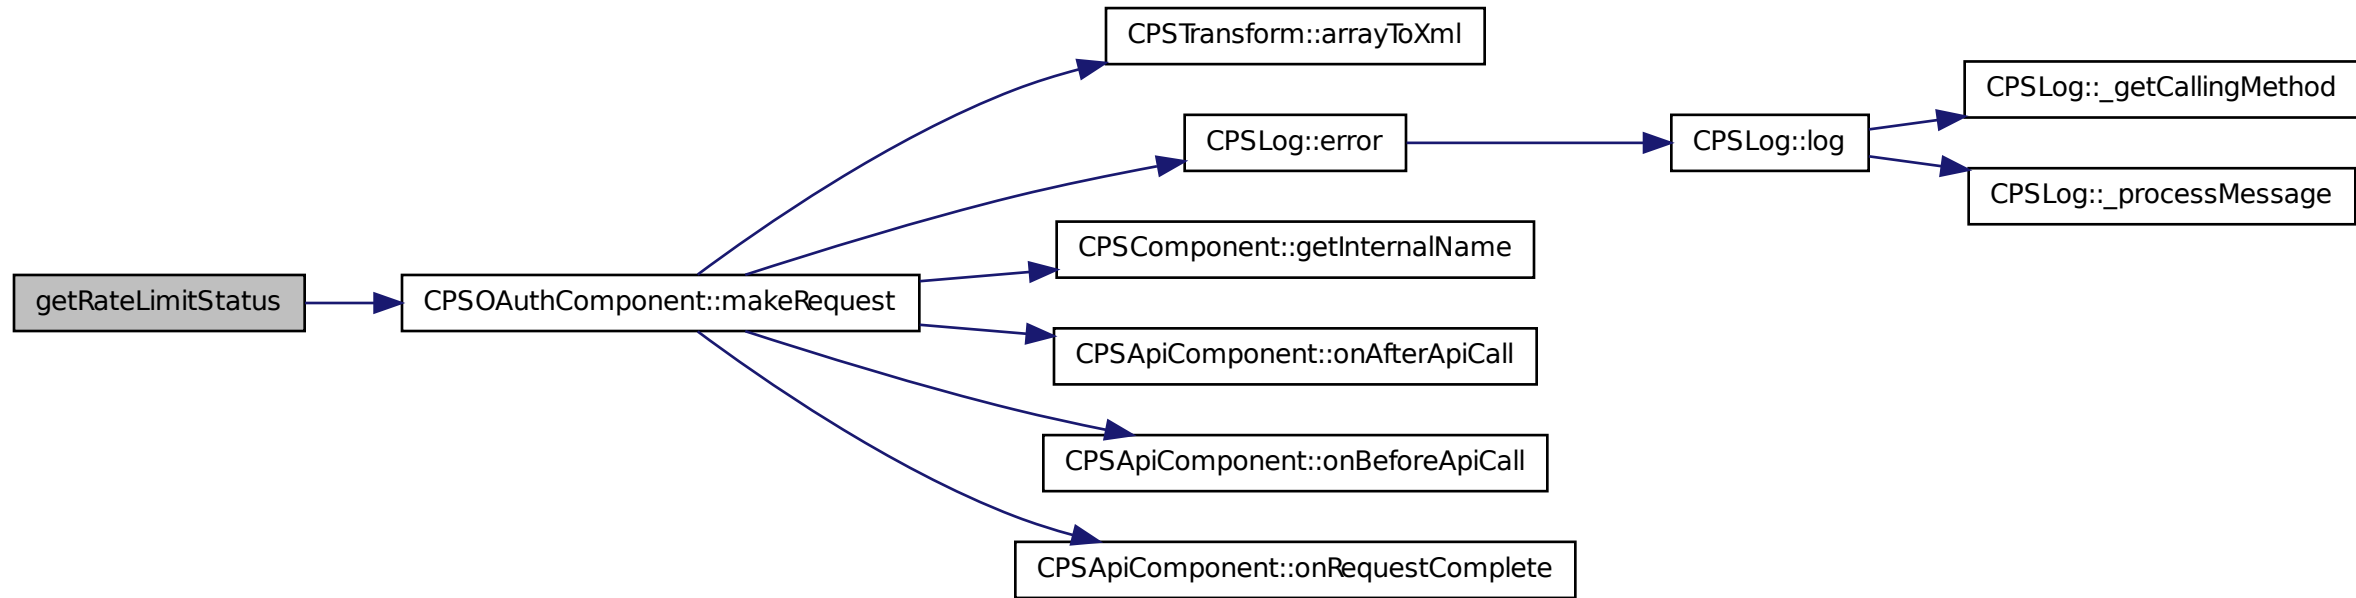 CPSTransform::arrayToXml
CPSLog::_getCallingMethod
CPSLog::error
CPSLog::log
CPSLog::_processMessage
CPSComponent::getInternalName
getRateLimitStatus
CPSOAuthComponent::makeRequest
CPSApiComponent::onAfterApiCall
CPSApiComponent::onBeforeApiCall
CPSApiComponent::onRequestComplete